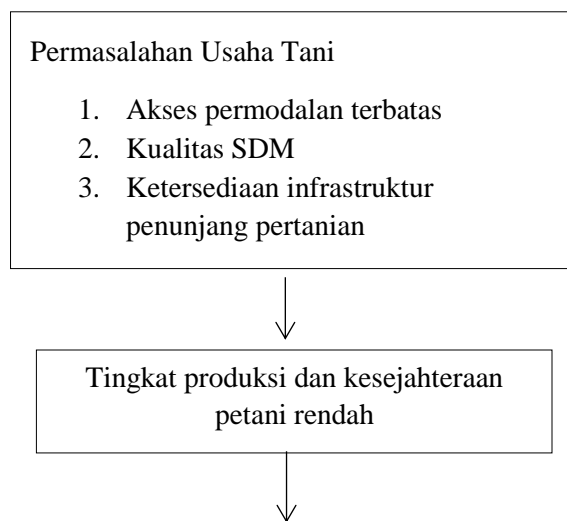 Permasalahan Usaha Tani
1. Akses permodalan terbatas
2. Kualitas SDM
3. Ketersediaan infrastruktur
penunjang pertanian
Tingkat produksi dan kesejahteraan
petani rendah